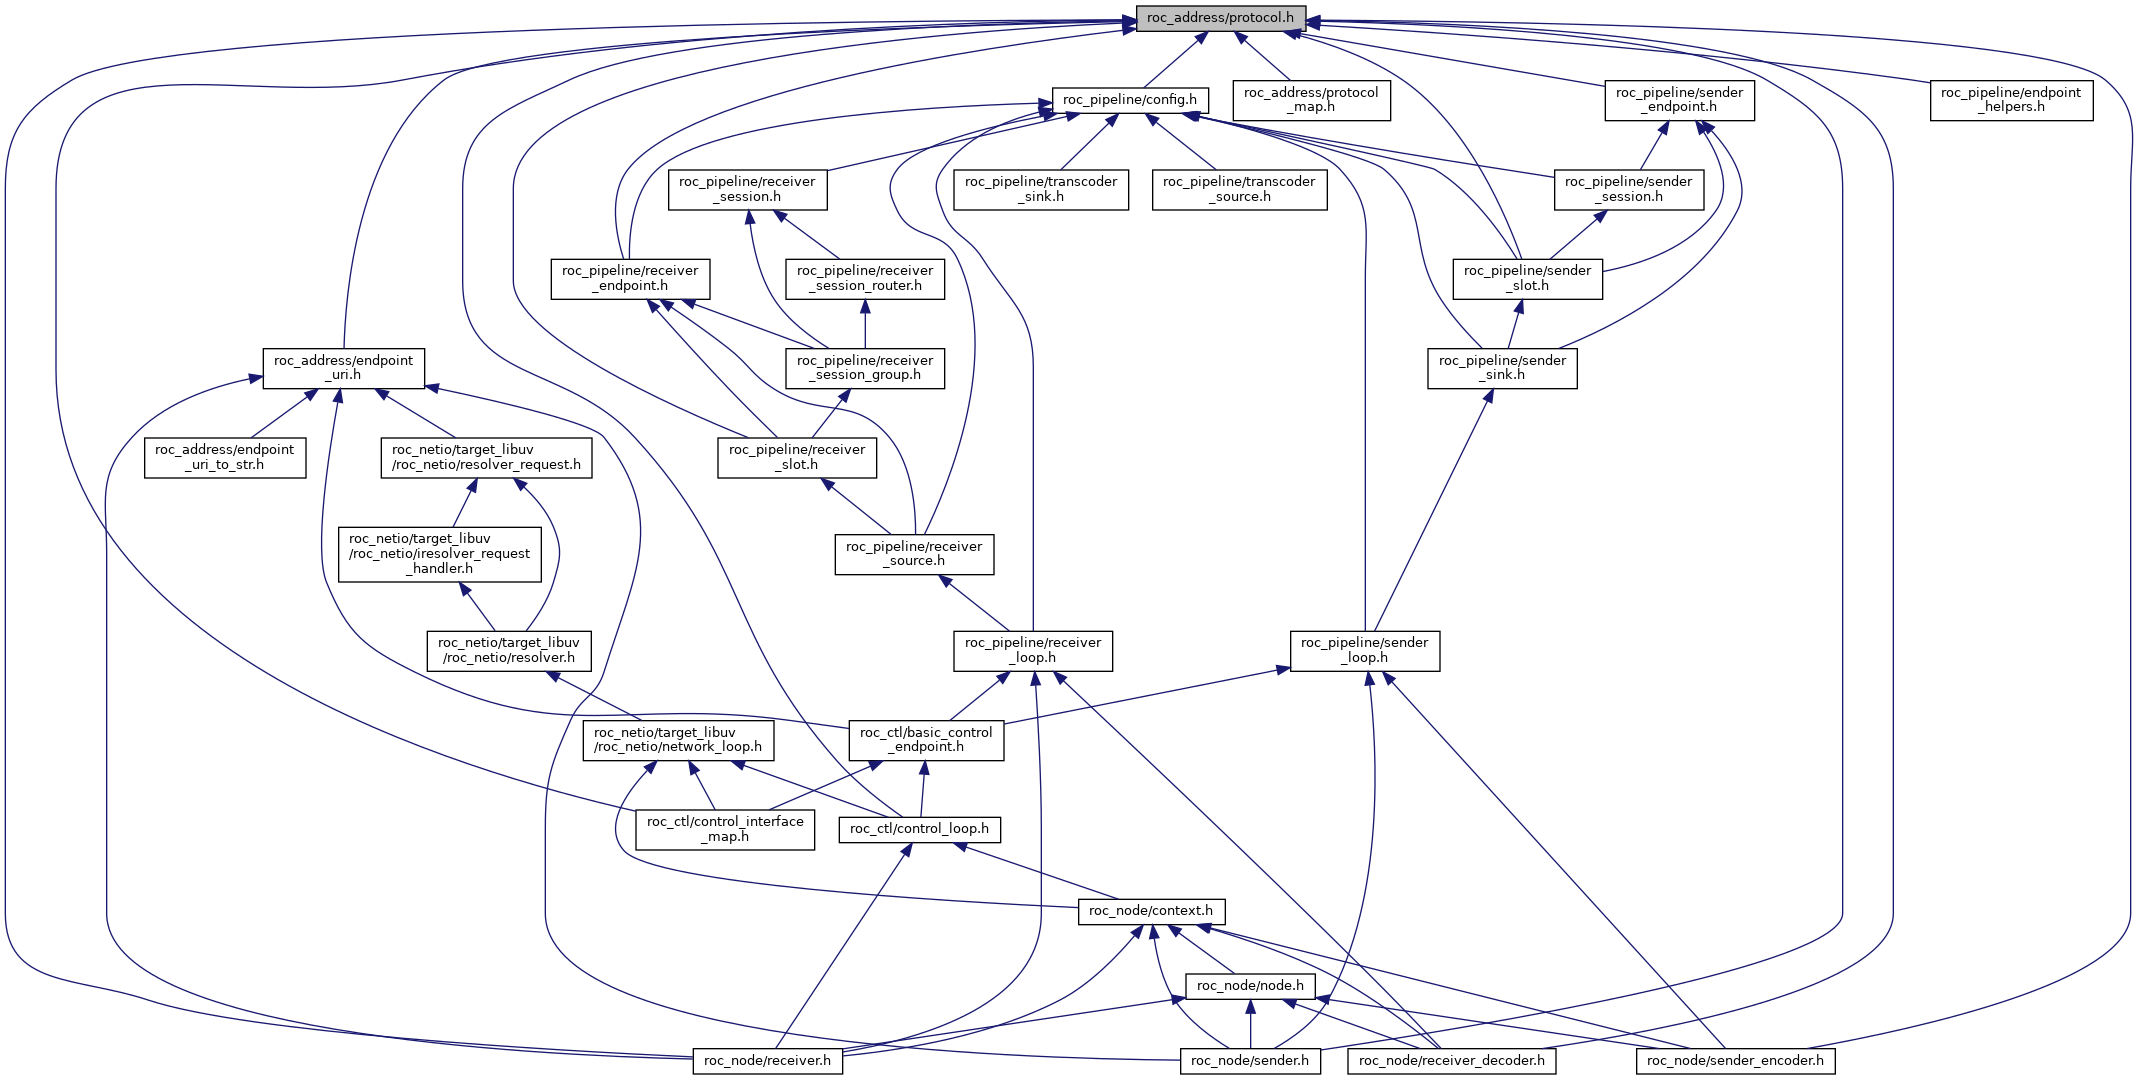 roc_address/protocol.h
roc_pipeline/config.h
roc_address/protocol
_map.h
roc_pipeline/sender
_endpoint.h
roc_pipeline/endpoint
_helpers.h
roc_pipeline/receiver
_session.h
roc_pipeline/transcoder
_sink.h
roc_pipeline/transcoder
_source.h
roc_pipeline/sender
_session.h
roc_pipeline/receiver
_endpoint.h
roc_pipeline/receiver
_session_router.h
roc_pipeline/sender
_slot.h
roc_address/endpoint
_uri.h
roc_pipeline/receiver
_session_group.h
roc_pipeline/sender
_sink.h
roc_address/endpoint
_uri_to_str.h
roc_netio/target_libuv
/roc_netio/resolver_request.h
roc_pipeline/receiver
_slot.h
roc_netio/target_libuv
/roc_netio/iresolver_request
_handler.h
roc_pipeline/receiver
_source.h
roc_netio/target_libuv
/roc_netio/resolver.h
roc_pipeline/receiver
_loop.h
roc_pipeline/sender
_loop.h
roc_netio/target_libuv
/roc_netio/network_loop.h
roc_ctl/basic_control
_endpoint.h
roc_ctl/control_interface
_map.h
roc_ctl/control_loop.h
roc_node/context.h
roc_node/node.h
roc_node/receiver.h
roc_node/sender.h
roc_node/receiver_decoder.h
roc_node/sender_encoder.h